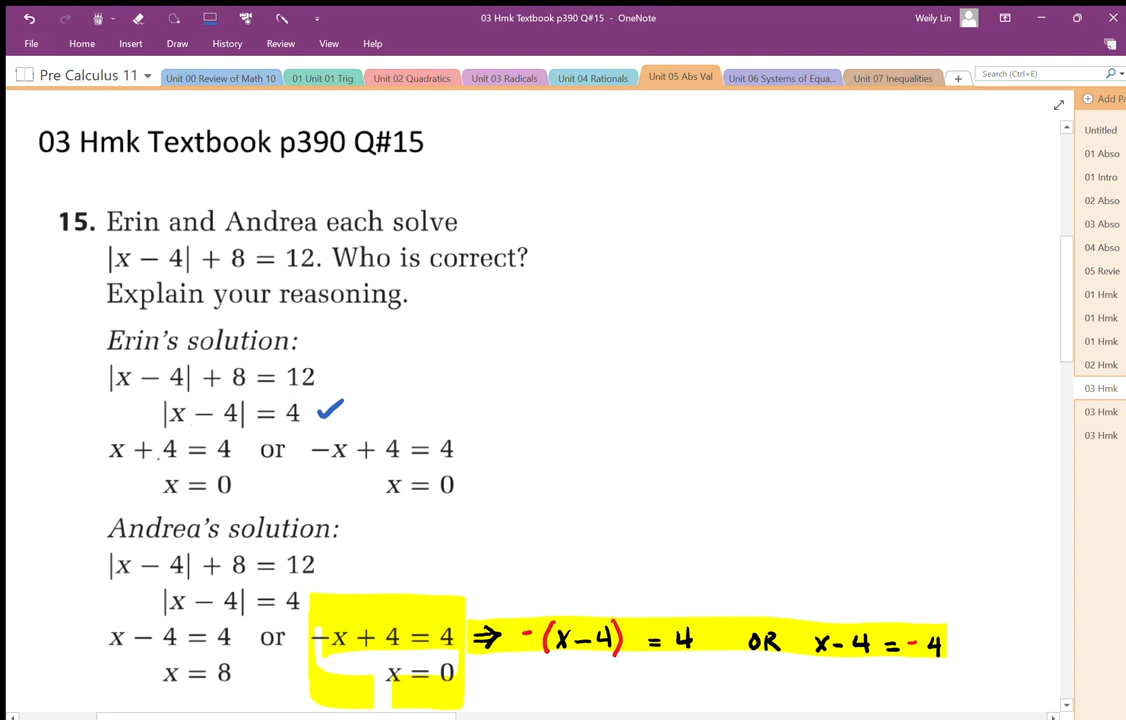 03 Hmk Textbook p390 Q#15 - OneNote
Weily Lin
File Home Insert Draw History Review View Help
Pre Calculus 11
Unit 00 Review of Math 10
01 Unit 01 Trig
Unit 02 Quadratics
Unit 03 Radicals
Unit 04 Rationals
Unit 05 Abs Val
Unit 06 Systems of Equa...
Unit 07 Inequalities
+
Search (Ctrl+E)
Add Pa
Untitled
01 Abso
01 Intro
02 Abso
03 Abso
04 Abso
05 Revie
01 Hmk
01 Hmk
01 Hmk
02 Hmk
03 Hmk
03 Hmk
03 Hmk
03 Hmk Textbook p390 Q#15
15. Erin and Andrea each solve
|x − 4| + 8 = 12. Who is correct?
Explain your reasoning.
Erin's solution:
|x − 4| + 8 = 12
|x − 4| = 4 ✓
x + 4 = 4 or −x + 4 = 4
x = 0 x = 0
Andrea's solution:
|x − 4| + 8 = 12
|x − 4| = 4
x − 4 = 4 or −x + 4 = 4 ⇒ -(x-4) = 4 OR x-4 = -4
x = 8 x = 0